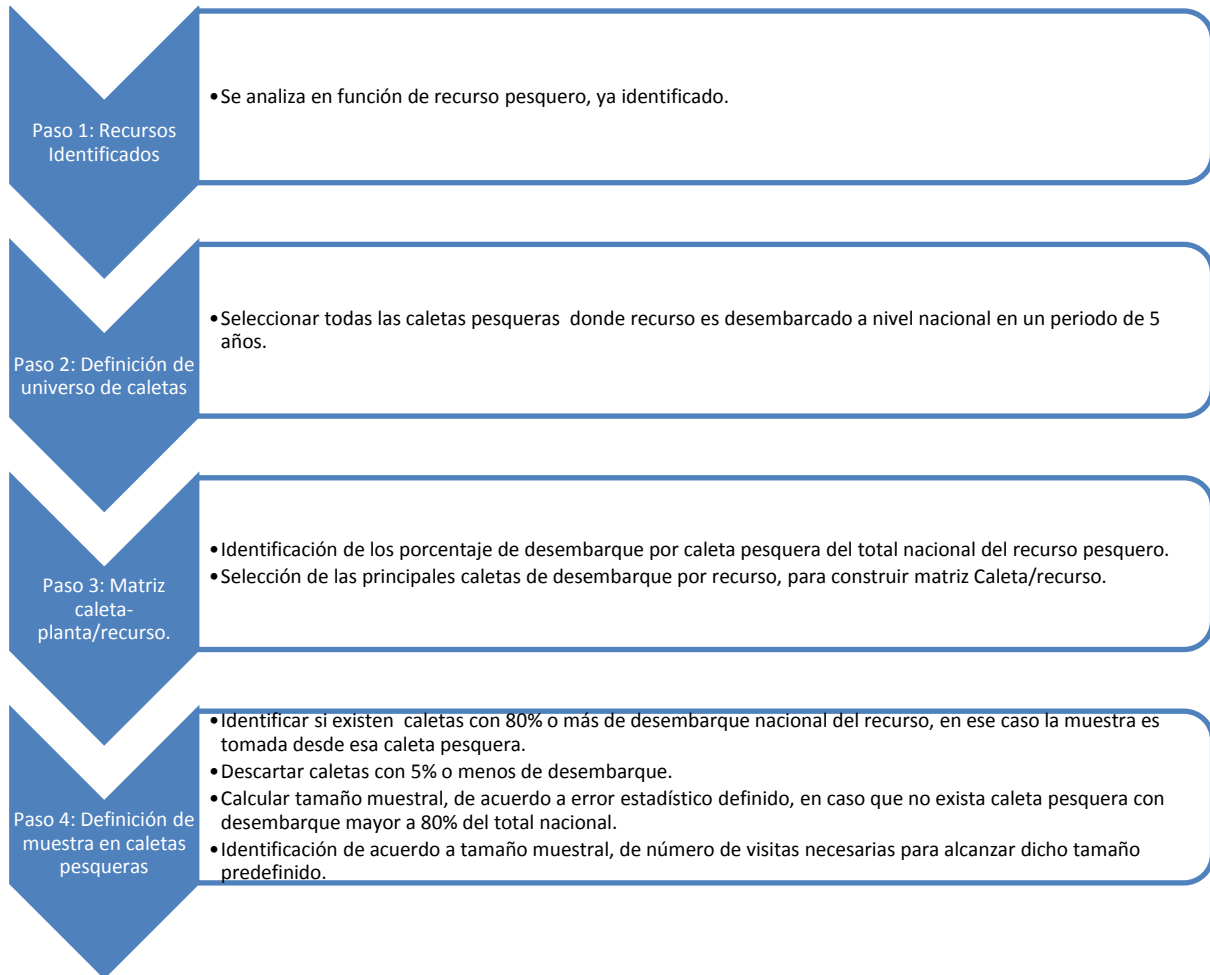 Paso 1: Recursos
Identificados
•Se analiza en función de recurso pesquero, ya identificado.
Paso 2: Definición de
universo de caletas
•Seleccionar todas las caletas pesqueras  donde recurso es desembarcado a nivel nacional en un periodo de 5
años.
Paso 3: Matriz
caleta-
planta/recurso.
•Identificación de los porcentaje de desembarque por caleta pesquera del total nacional del recurso pesquero.
•Selección de las principales caletas de desembarque por recurso, para construir matriz Caleta/recurso.
Paso 4: Definición de
muestra en caletas
pesqueras
•Identificar si existen  caletas con 80% o más de desembarque nacional del recurso, en ese caso la muestra es
tomada desde esa caleta pesquera.
•Descartar caletas con 5% o menos de desembarque.
•Calcular tamaño muestral, de acuerdo a error estadístico definido, en caso que no exista caleta pesquera con
desembarque mayor a 80% del total nacional.
•Identificación de acuerdo a tamaño muestral, de número de visitas necesarias para alcanzar dicho tamaño
predefinido.